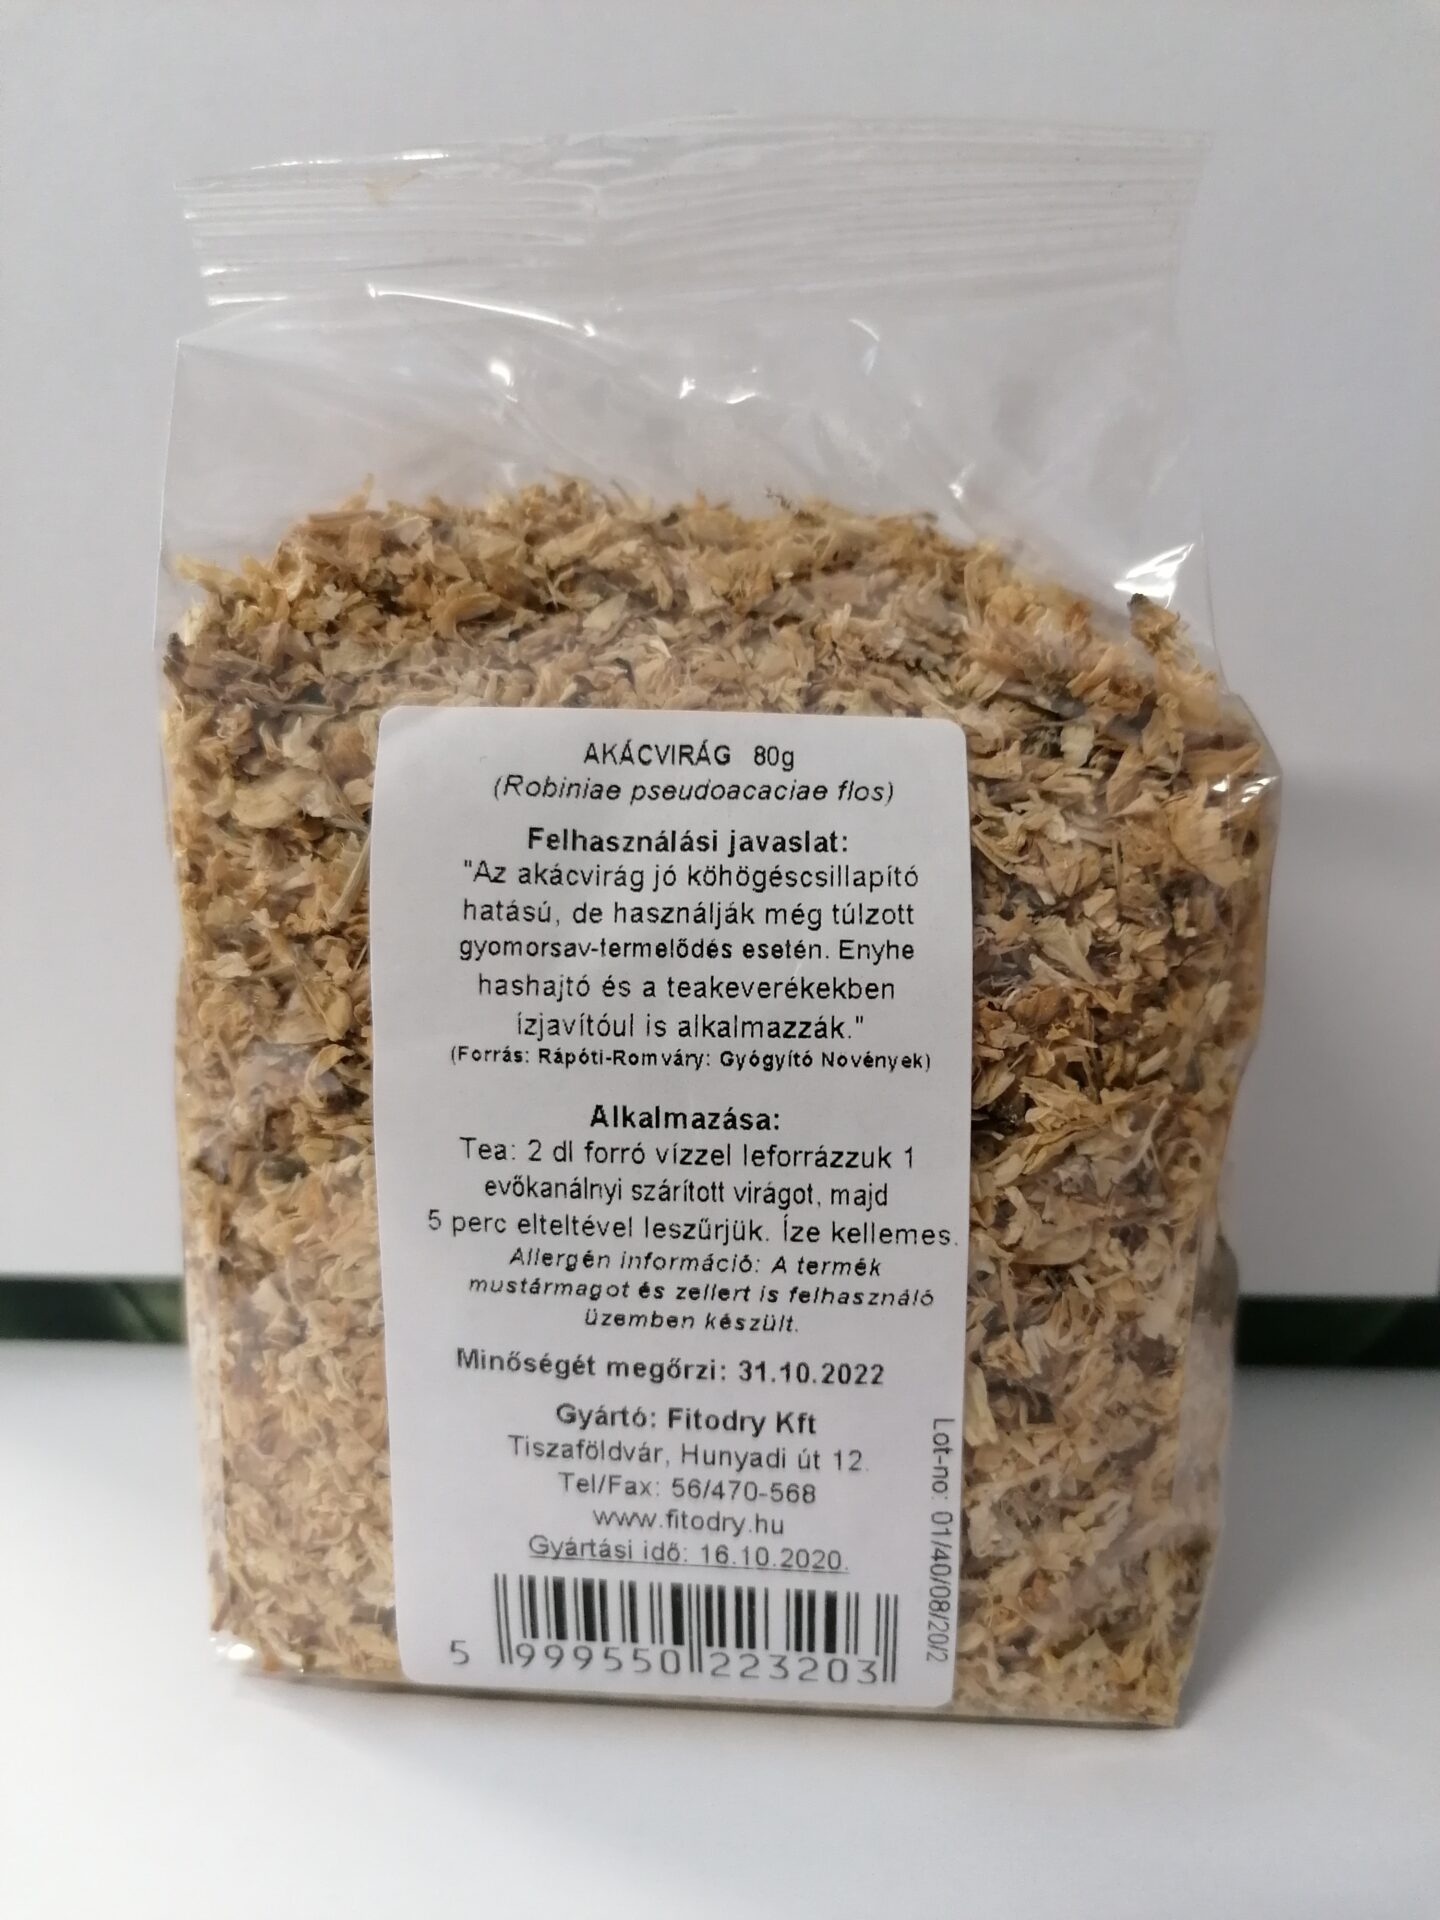 AKÁCVIRÁG 80g
(Robiniae pseudoacaciae flos)
Felhasználási javaslat:
"Az akácvirág jó köhögéscsillapító
hatású, de használják még túlzott
gyomorsav-termelődés esetén. Enyhe
hashajtó és a teakeverékekben
ízjavítóul is alkalmazzák."
(Forrás: Rápóti-Romváry: Gyógyító Növények)
Alkalmazása:
Tea: 2 dl forró vízzel leforrázzuk 1
evőkanálnyi szárított virágot, majd
5 perc elteltével leszűrjük. Íze kellemes.
Allergén információ: A termék
mustármagot és zellert is felhasználó
üzemben készült.
Minőségét megőrzi: 31.10.2022
Gyártó: Fitodry Kft
Tiszaföldvár, Hunyadi út 12.
Tel/Fax: 56/470-568
www.fitodry.hu
Gyártási idő: 16.10.2020.
5 999550 223203
Lot-no: 01/40/08/20/2